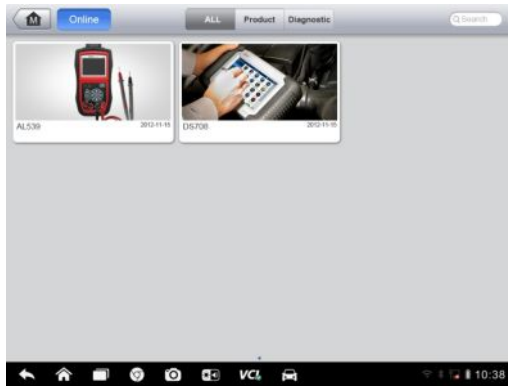 M
Online
ALL
Product
Diagnostic
Search
AL539
2012-11-15
DS708
2012-11-15
VCI
10:38